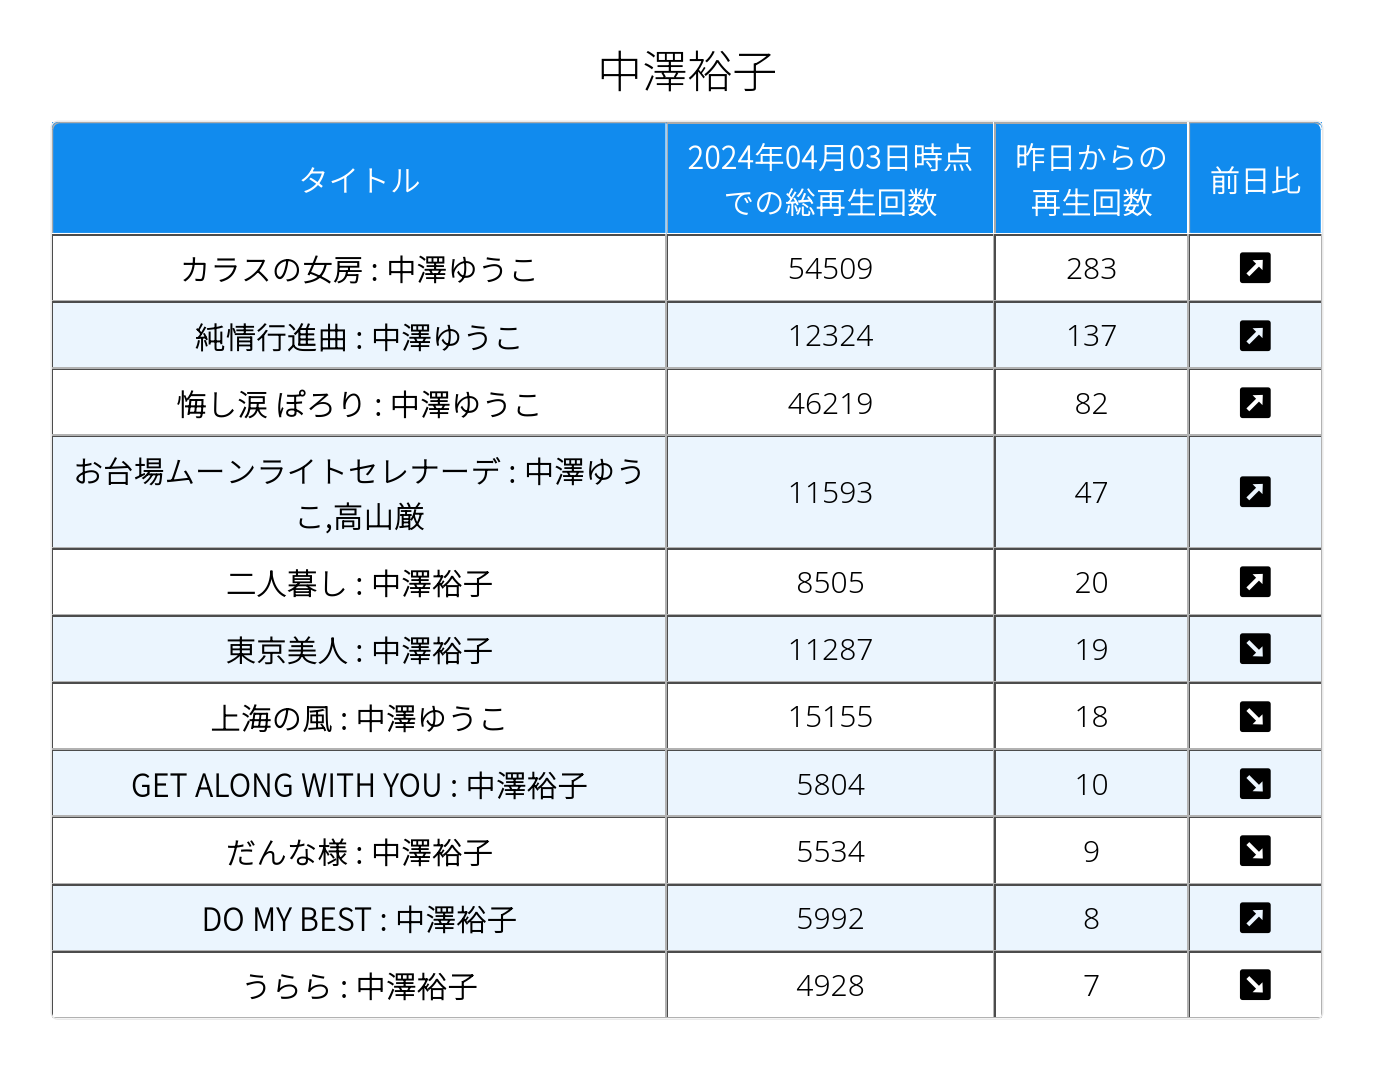 中澤裕子
タイトル
2024年04月03日時点
での総再生回数
昨日からの
再生回数
前日比
カラスの女房 : 中澤ゆうこ
54509
283
純情行進曲 : 中澤ゆうこ
12324
137
悔し涙 ぽろり : 中澤ゆうこ
46219
82
お台場ムーンライトセレナーデ : 中澤ゆう
こ,高山厳
11593
47
二人暮し : 中澤裕子
8505
20
東京美人 : 中澤裕子
11287
19
上海の風 : 中澤ゆうこ
15155
18
GET ALONG WITH YOU : 中澤裕子
5804
10
だんな様 : 中澤裕子
5534
9
DO MY BEST : 中澤裕子
5992
8
うらら : 中澤裕子
4928
7